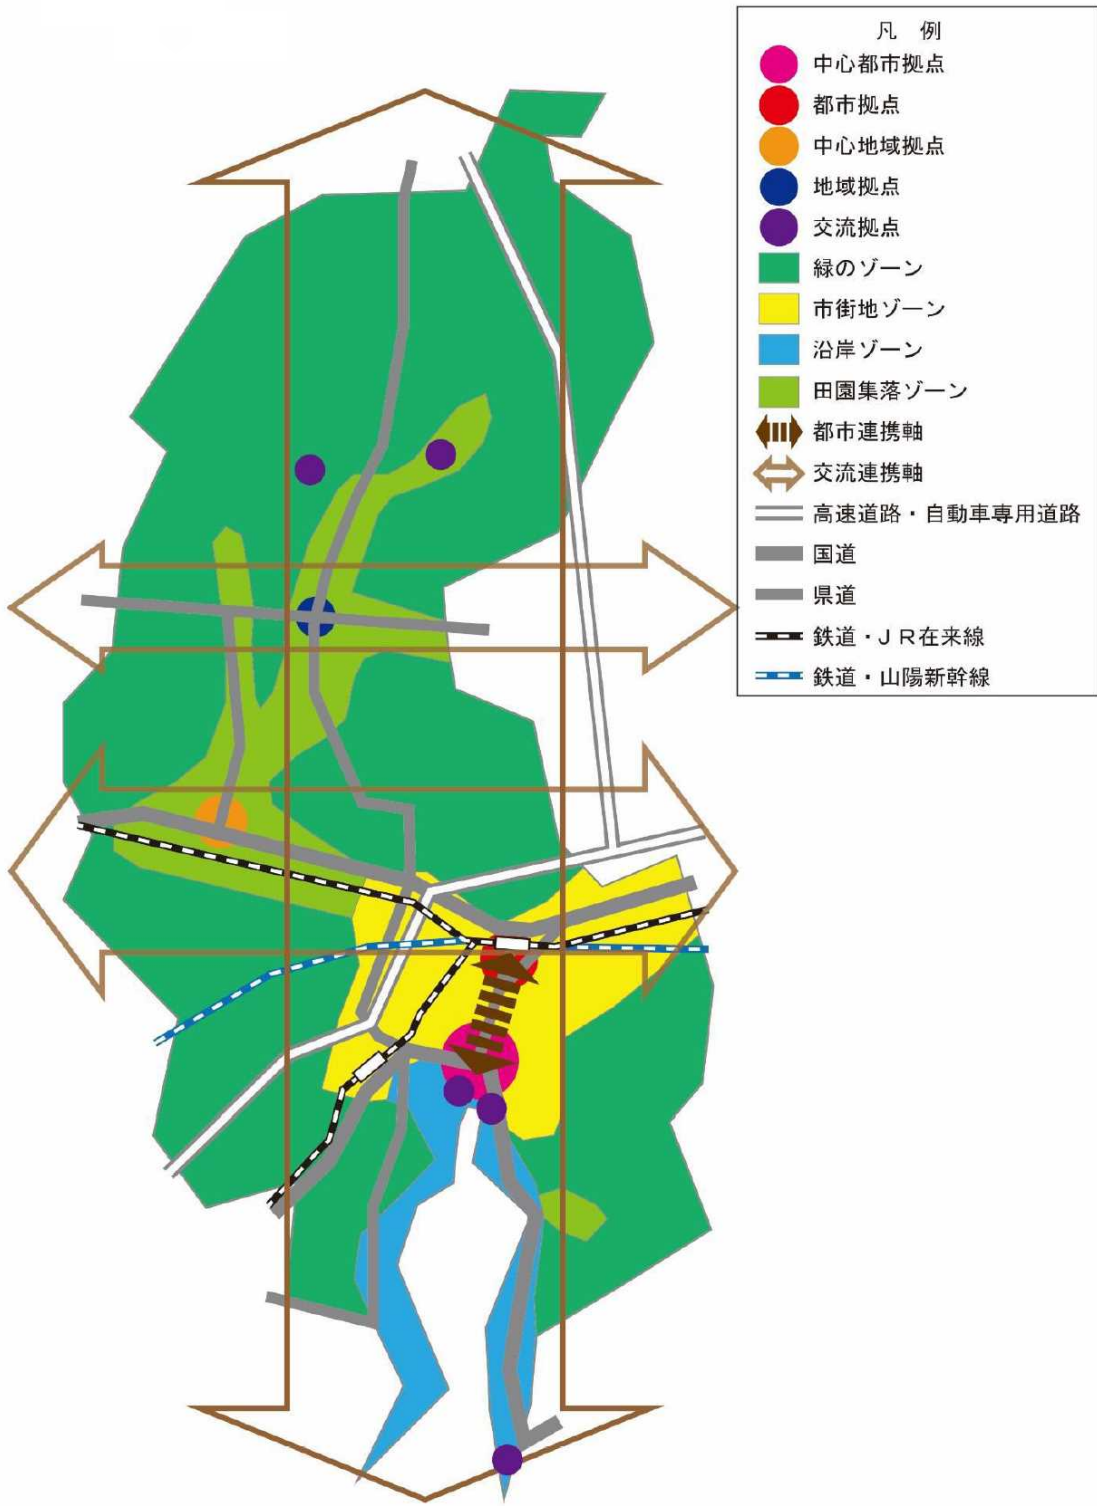 凡 例
中心都市拠点
都市拠点
中心地域拠点
地域拠点
交流拠点
緑のゾーン
市街地ゾーン
沿岸ゾーン
田園集落ゾーン
都市連携軸
交流連携軸
高速道路・自動車専用道路
国道
県道
鉄道・JR在来線
鉄道・山陽新幹線